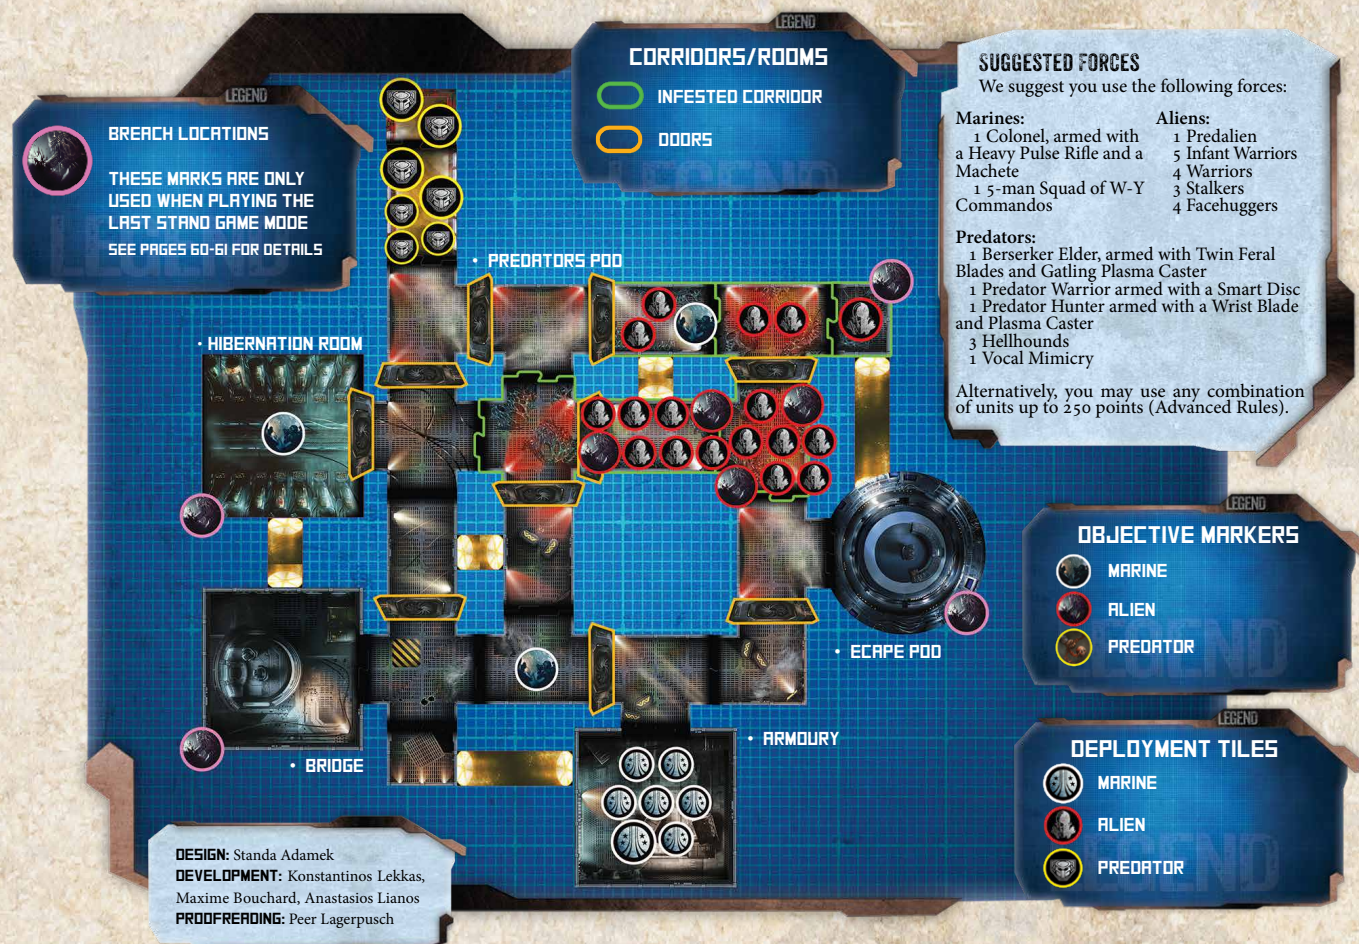 LEGEND
BREACH LOCATIONS
THESE MARKS ARE ONLY
USED WHEN PLAYING THE
LAST STAND GAME MODE
SEE PAGES 60-61 FOR DETAILS
LEGEND
LEGEND
CORRIDORS/ROOMS
INFESTED CORRIDOR
DOORS
LEGEND
SUGGESTED FORCES
We suggest you use the following forces:
Marines:
1 Colonel, armed with
a Heavy Pulse Rifle and a
Machete
1 5-man Squad of W-Y
Commandos
Aliens:
1 Predalien
5 Infant Warriors
4 Warriors
3 Stalkers
4 Facehuggers
Predators:
1 Berserker Elder, armed with Twin Feral
Blades and Gatling Plasma Caster
1 Predator Warrior armed with a Smart Disc
1 Predator Hunter armed with a Wrist Blade
and Plasma Caster
3 Hellhounds
1 Vocal Mimicry
Alternatively, you may use any combination
of units up to 250 points (Advanced Rules).
• PREDATORS POD
• HIBERNATION ROOM
• ECAPE POD
• ARMOURY
• BRIDGE
LEGEND
OBJECTIVE MARKERS
MARINE
ALIEN
PREDATOR
LEGEND
LEGEND
DEPLOYMENT TILES
MARINE
ALIEN
PREDATOR
LEGEND
DESIGN: Standa Adamek
DEVELOPMENT: Konstantinos Lekkas,
Maxime Bouchard, Anastasios Lianos
PROOFREADING: Peer Lagerpusch